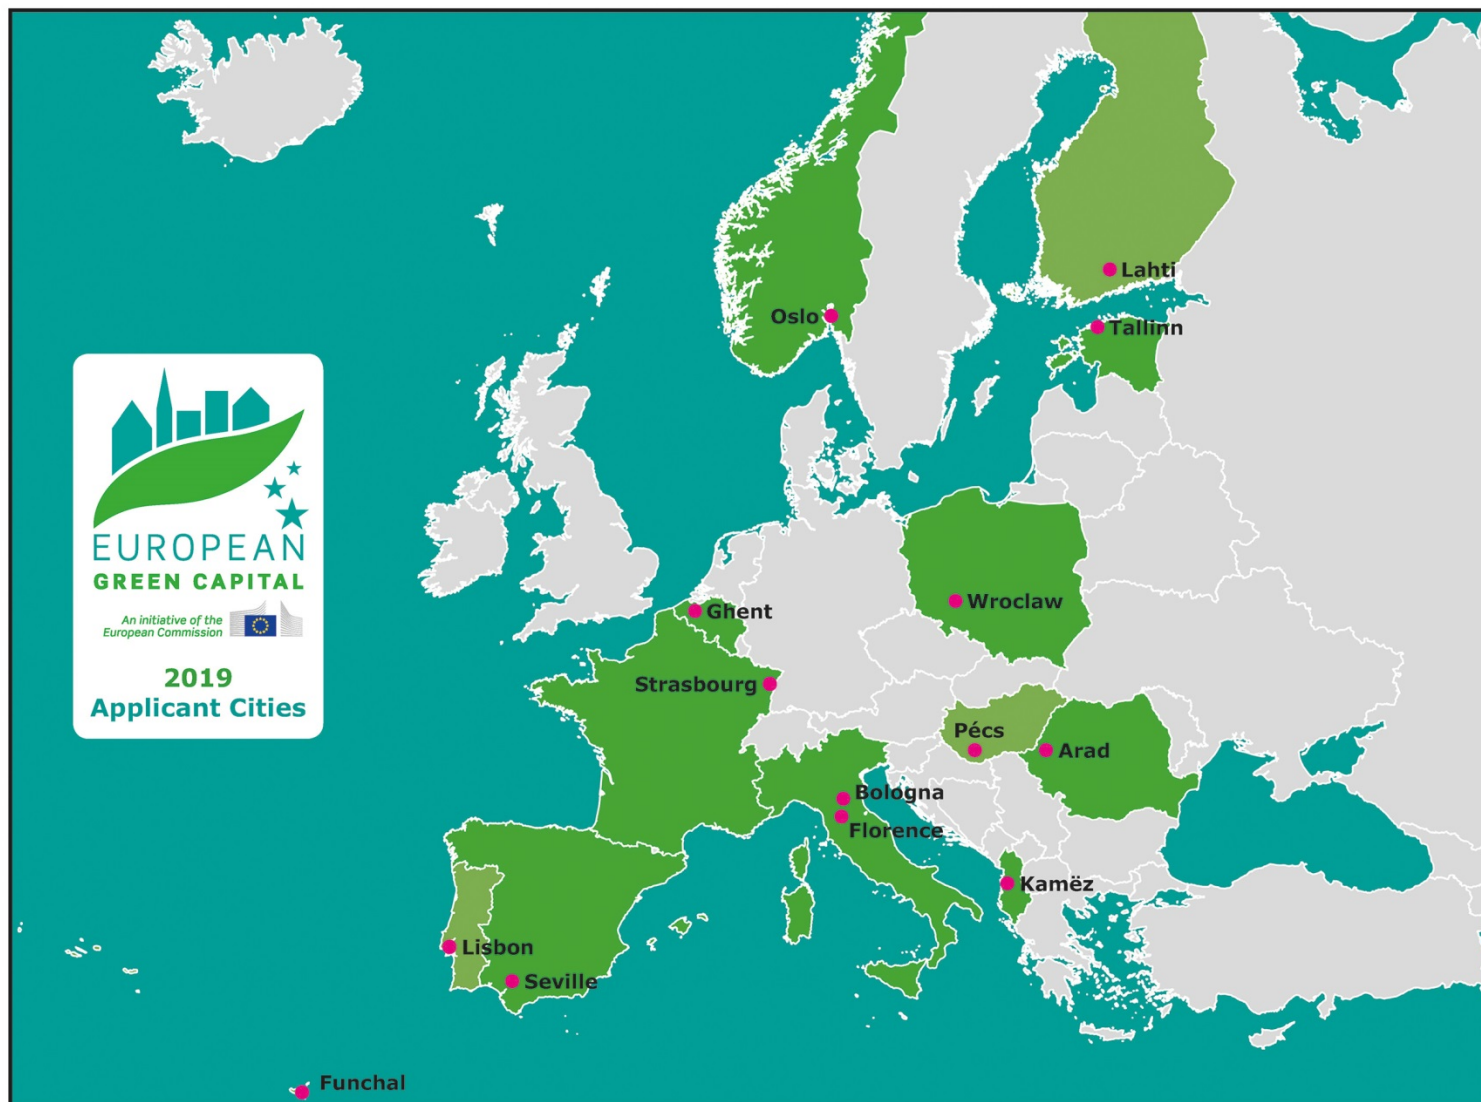 EUROPEAN
GREEN CAPITAL
An initiative of the
European Commission
2019
Applicant Cities
Lahti
Oslo
Tallinn
Ghent
Wroclaw
Strasbourg
Pécs
Arad
Bologna
Florence
Kamëz
Lisbon
Seville
Funchal